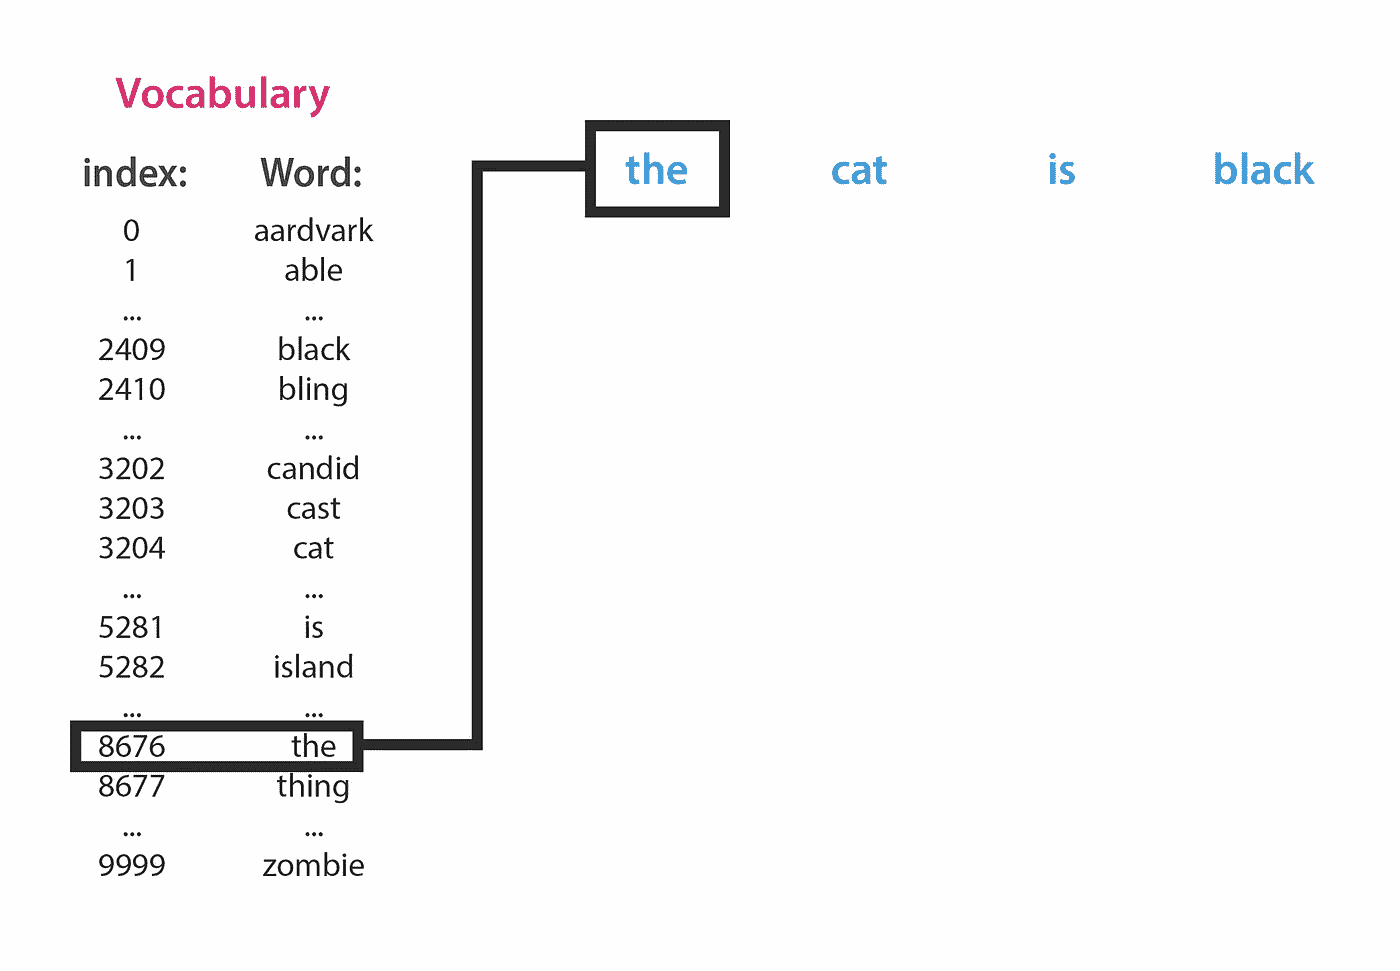 Vocabulary
index: Word:
the cat is black
0 aardvark
1 able
... ...
2409 black
2410 bling
... ...
3202 candid
3203 cast
3204 cat
... ...
5281 is
5282 island
... ...
8676 the
8677 thing
... ...
9999 zombie